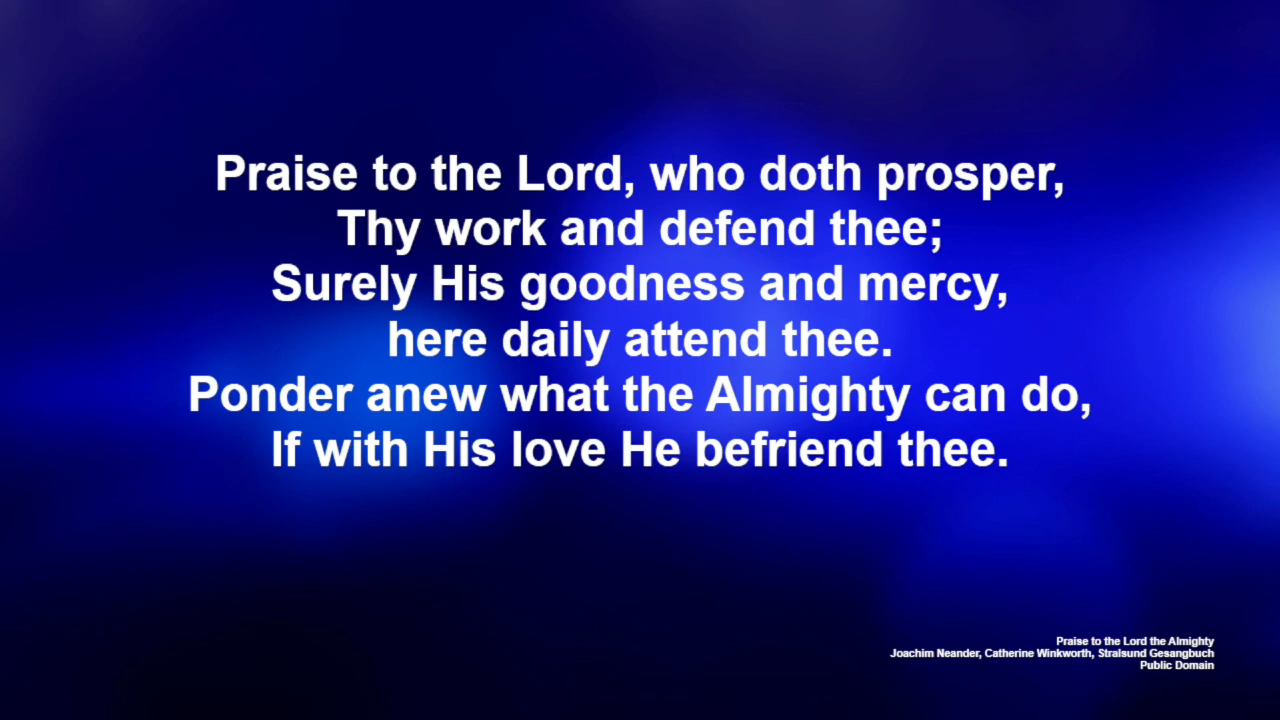 Praise to the Lord, who doth prosper,
Thy work and defend thee;
Surely His goodness and mercy,
here daily attend thee.
Ponder anew what the Almighty can do,
If with His love He befriend thee.
Praise to the Lord the Almighty
Joachim Neander, Catherine Winkworth, Stralsund Gesangbuch
Public Domain